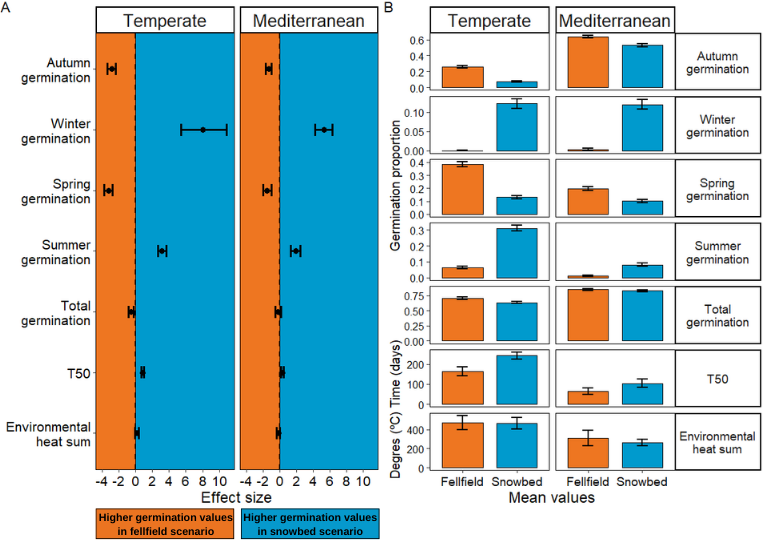 A
Temperate
Mediterranean
Autumn
germination
Winter
germination
Spring
germination
Summer
germination
Total
germination
T50
Environmental
heat sum
-4 -2 0 2 4 6 8 10
-4 -2 0 2 4 6 8 10
Effect size
Higher germination values
in fellfield scenario
Higher germination values
in snowbed scenario
B
Temperate
Mediterranean
Germination proportion
Time (days)
Degres (ºC)
0.6
0.4
0.2
0.0
Autumn
germination
0.10
0.05
0.00
Winter
germination
0.4
0.3
0.2
0.1
0.0
Spring
germination
0.3
0.2
0.1
0.0
Summer
germination
0.75
0.50
0.25
0.00
Total
germination
200
100
0
T50
400
200
0
Environmental
heat sum
Fellfield Snowbed
Fellfield Snowbed
Mean values